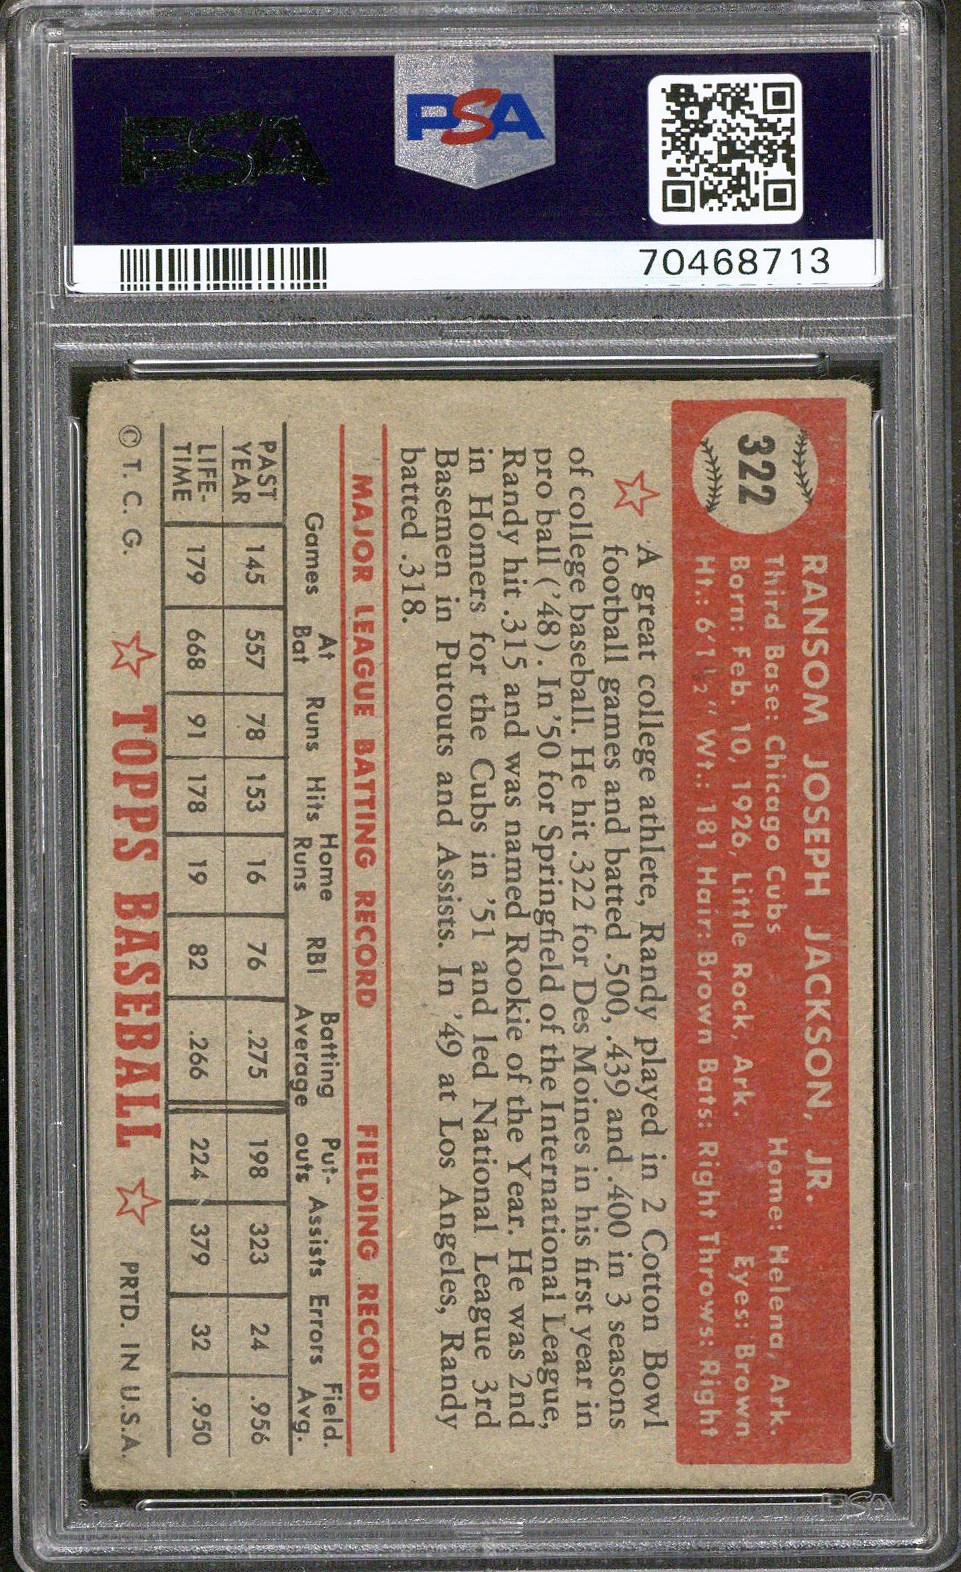 PSA
PSA
70468713
322
RANSOM JOSEPH JACKSON, JR.
Third Base: Chicago Cubs Home: Helena, Ark.
Born: Feb. 10, 1926, Little Rock, Ark. Eyes: Brown
Ht.: 6'1 ½" Wt.: 181 Hair: Brown Bats: Right Throws: Right
A great college athlete, Randy played in 2 Cotton Bowl
football games and batted .500, .439 and .400 in 3 seasons
of college baseball. He hit .322 for Des Moines in his first year in
pro ball ('48). In '50 for Springfield of the International League,
Randy hit .315 and was named Rookie of the Year. He was 2nd
in Homers for the Cubs in '51 and led National League 3rd
Basemen in Putouts and Assists. In '49 at Los Angeles, Randy
batted .318.
MAJOR LEAGUE BATTING RECORD FIELDING RECORD
Games At Bat Runs Hits Home Runs RBI Batting Average Put-outs Assists Errors Field. Avg.
PAST YEAR 145 557 78 153 16 76 .275 198 323 24 .956
LIFE-TIME 179 668 91 178 19 82 .266 224 379 32 .950
© T. C. G. TOPPS BASEBALL PRTD. IN U.S.A.
PSA